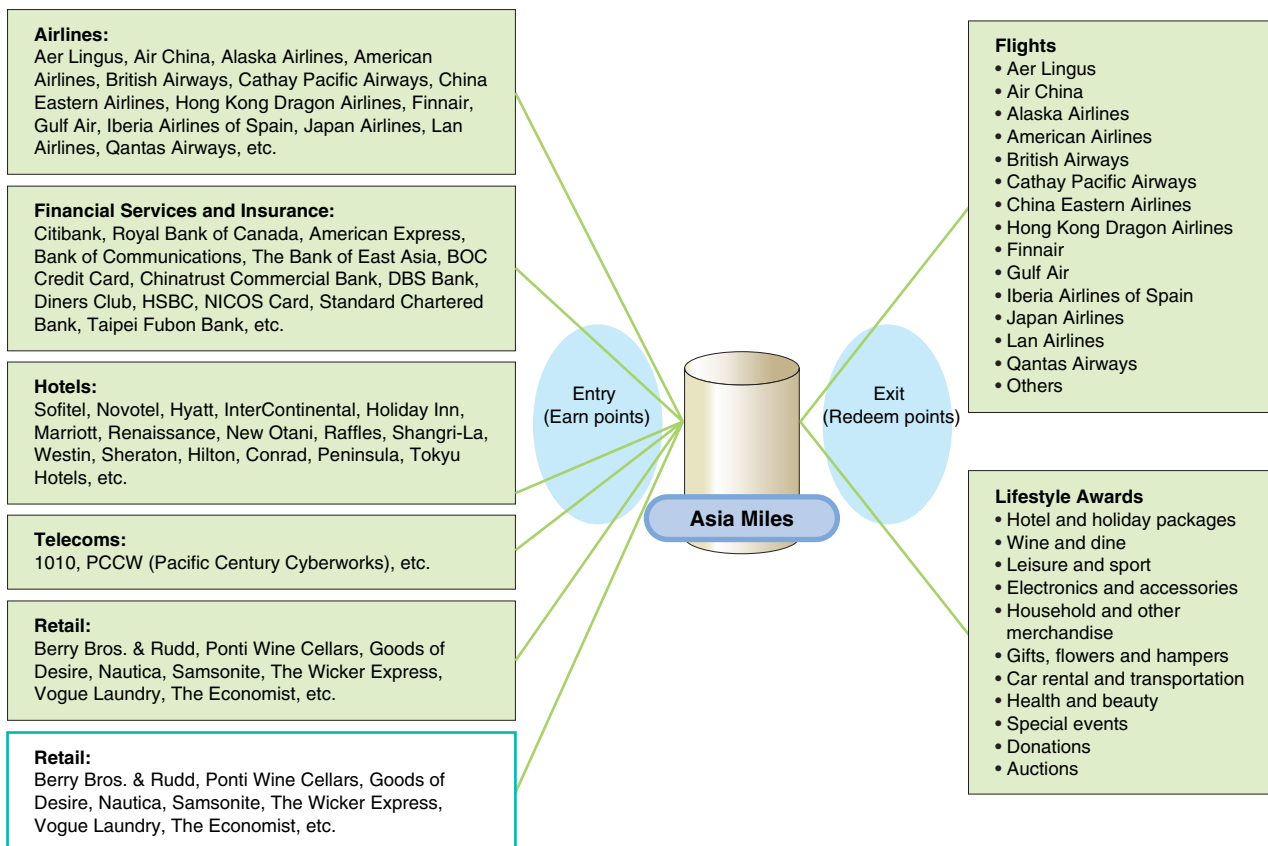 Airlines:
Aer Lingus, Air China, Alaska Airlines, American
Airlines, British Airways, Cathay Pacific Airways, China
Eastern Airlines, Hong Kong Dragon Airlines, Finnair,
Gulf Air, Iberia Airlines of Spain, Japan Airlines, Lan
Airlines, Qantas Airways, etc.
Financial Services and Insurance:
Citibank, Royal Bank of Canada, American Express,
Bank of Communications, The Bank of East Asia, BOC
Credit Card, Chinatrust Commercial Bank, DBS Bank,
Diners Club, HSBC, NICOS Card, Standard Chartered
Bank, Taipei Fubon Bank, etc.
Hotels:
Sofitel, Novotel, Hyatt, InterContinental, Holiday Inn,
Marriott, Renaissance, New Otani, Raffles, Shangri-La,
Westin, Sheraton, Hilton, Conrad, Peninsula, Tokyu
Hotels, etc.
Telecoms:
1010, PCCW (Pacific Century Cyberworks), etc.
Retail:
Berry Bros. & Rudd, Ponti Wine Cellars, Goods of
Desire, Nautica, Samsonite, The Wicker Express,
Vogue Laundry, The Economist, etc.
Retail:
Berry Bros. & Rudd, Ponti Wine Cellars, Goods of
Desire, Nautica, Samsonite, The Wicker Express,
Vogue Laundry, The Economist, etc.
Entry
(Earn points)
Asia Miles
Exit
(Redeem points)
Flights
• Aer Lingus
• Air China
• Alaska Airlines
• American Airlines
• British Airways
• Cathay Pacific Airways
• China Eastern Airlines
• Hong Kong Dragon Airlines
• Finnair
• Gulf Air
• Iberia Airlines of Spain
• Japan Airlines
• Lan Airlines
• Qantas Airways
• Others
Lifestyle Awards
• Hotel and holiday packages
• Wine and dine
• Leisure and sport
• Electronics and accessories
• Household and other
merchandise
• Gifts, flowers and hampers
• Car rental and transportation
• Health and beauty
• Special events
• Donations
• Auctions